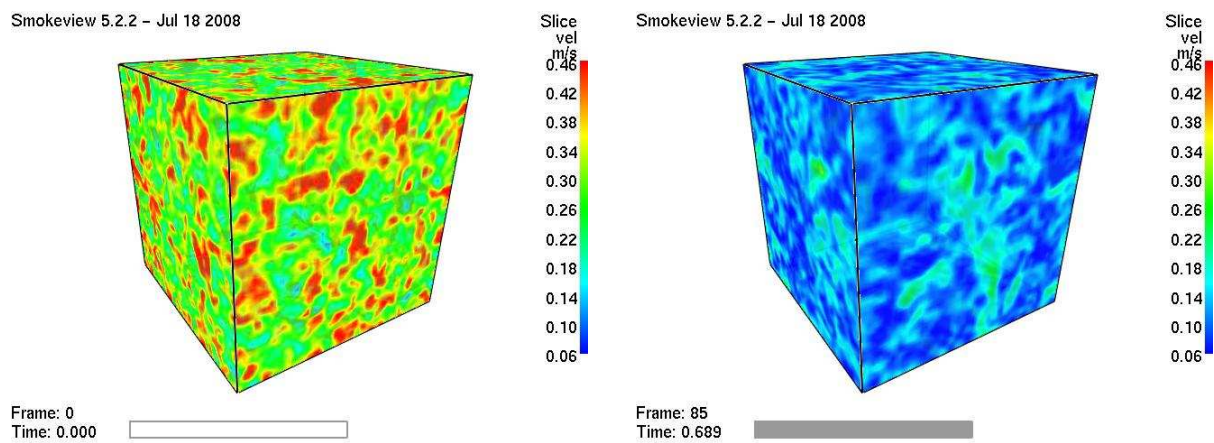 Smokeview 5.2.2 – Jul 18 2008
Slice
vel
m/s
0.46
0.42
0.38
0.34
0.30
0.26
0.22
0.18
0.14
0.10
0.06
Frame: 0
Time: 0.000
Smokeview 5.2.2 – Jul 18 2008
Slice
vel
m/s
0.46
0.42
0.38
0.34
0.30
0.26
0.22
0.18
0.14
0.10
0.06
Frame: 85
Time: 0.689